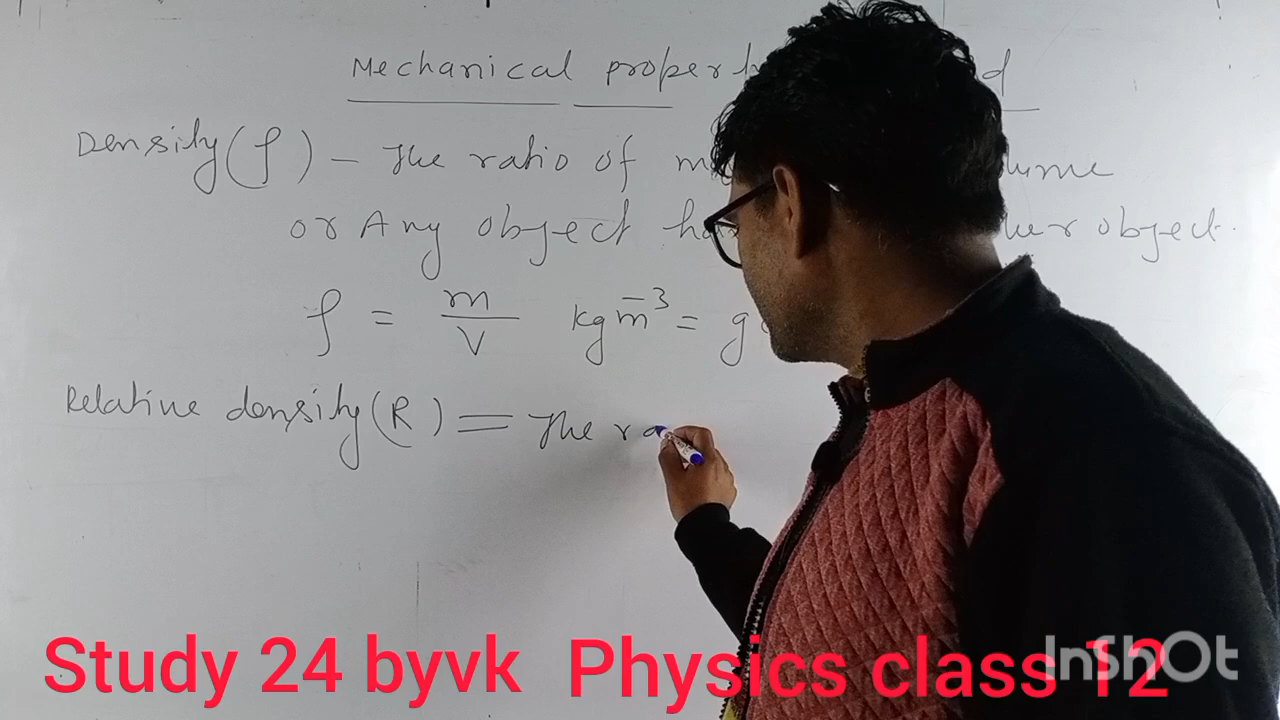 Mechanical
Density (ρ) - The ratio of
or Any object object.
ρ = m/V kg m⁻³ =
Relative density (R) = The
Study 24 byvk Physics class 12
InShOt